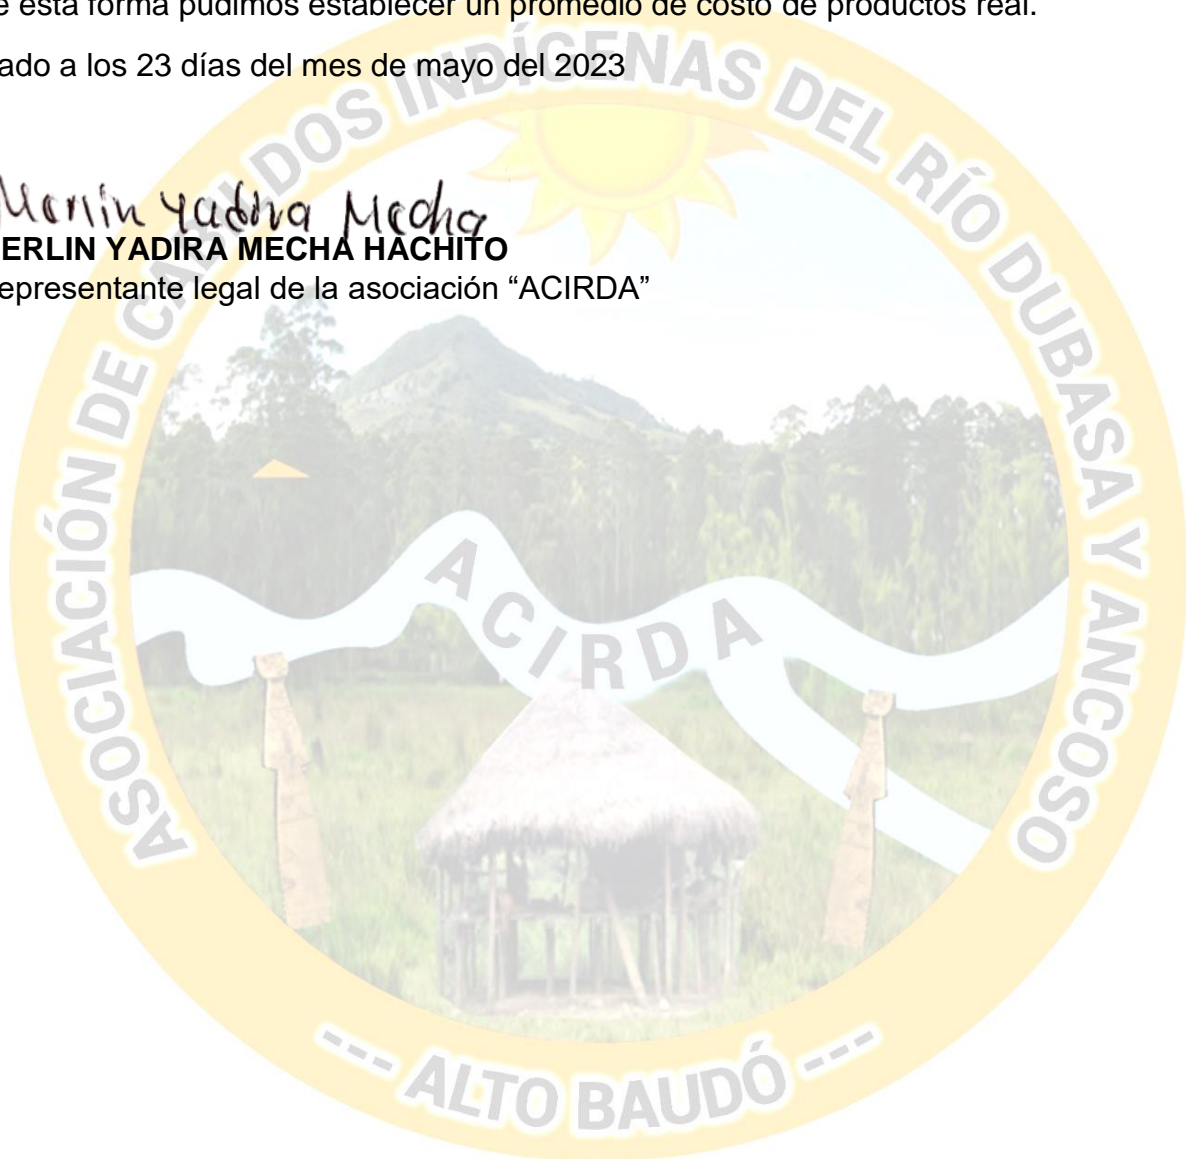 e esta forma pudimos establecer un promedio de costo de productos real.
ado a los 23 días del mes de mayo del 2023
Merlin Yadira Mecha
ERLIN YADIRA MECHA HACHITO
epresentante legal de la asociación “ACIRDA”
ASOCIACIÓN DE CABILDOS INDÍGENAS DEL RÍO DUBASA Y ANCOSO
ACIRDA
--- ALTO BAUDÓ ---